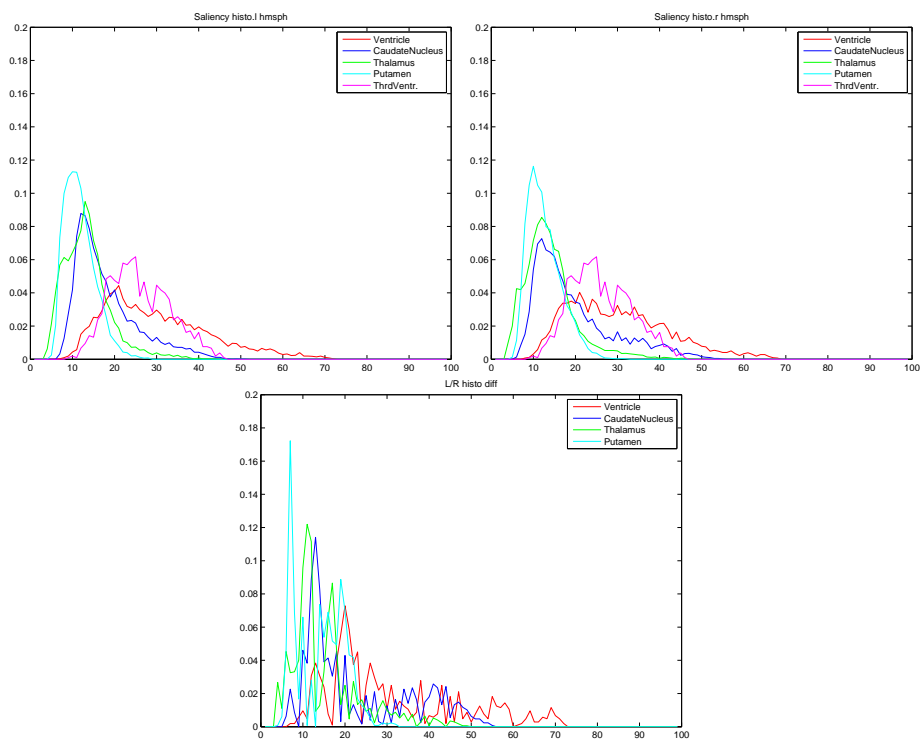 Saliency histo.l hmsph
0.2
0.18
0.16
0.14
0.12
0.1
0.08
0.06
0.04
0.02
0
0 10 20 30 40 50 60 70 80 90 100
Ventricle
CaudateNucleus
Thalamus
Putamen
ThrdVentr.
Saliency histo.r hmsph
0.2
0.18
0.16
0.14
0.12
0.1
0.08
0.06
0.04
0.02
0
0 10 20 30 40 50 60 70 80 90 100
Ventricle
CaudateNucleus
Thalamus
Putamen
ThrdVentr.
L/R histo diff
0.2
0.18
0.16
0.14
0.12
0.1
0.08
0.06
0.04
0.02
0
0 10 20 30 40 50 60 70 80 90 100
Ventricle
CaudateNucleus
Thalamus
Putamen